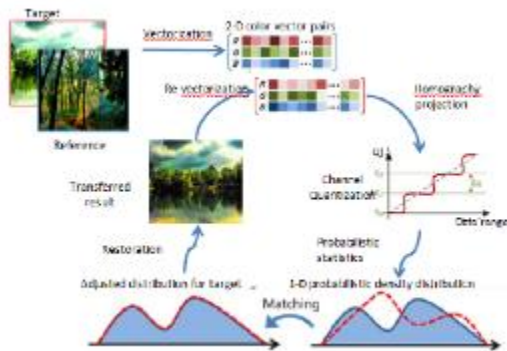 Target
Vectorization
2-D color vector pairs
R
G
B
Re vectorization
R
G
B
Homography
projection
Reference
Transferred
result
Channel
Quantization
Data range
Restoration
Probabilistic
statistics
Adjusted distribution for target
1-D probabilistic density distribution
Matching